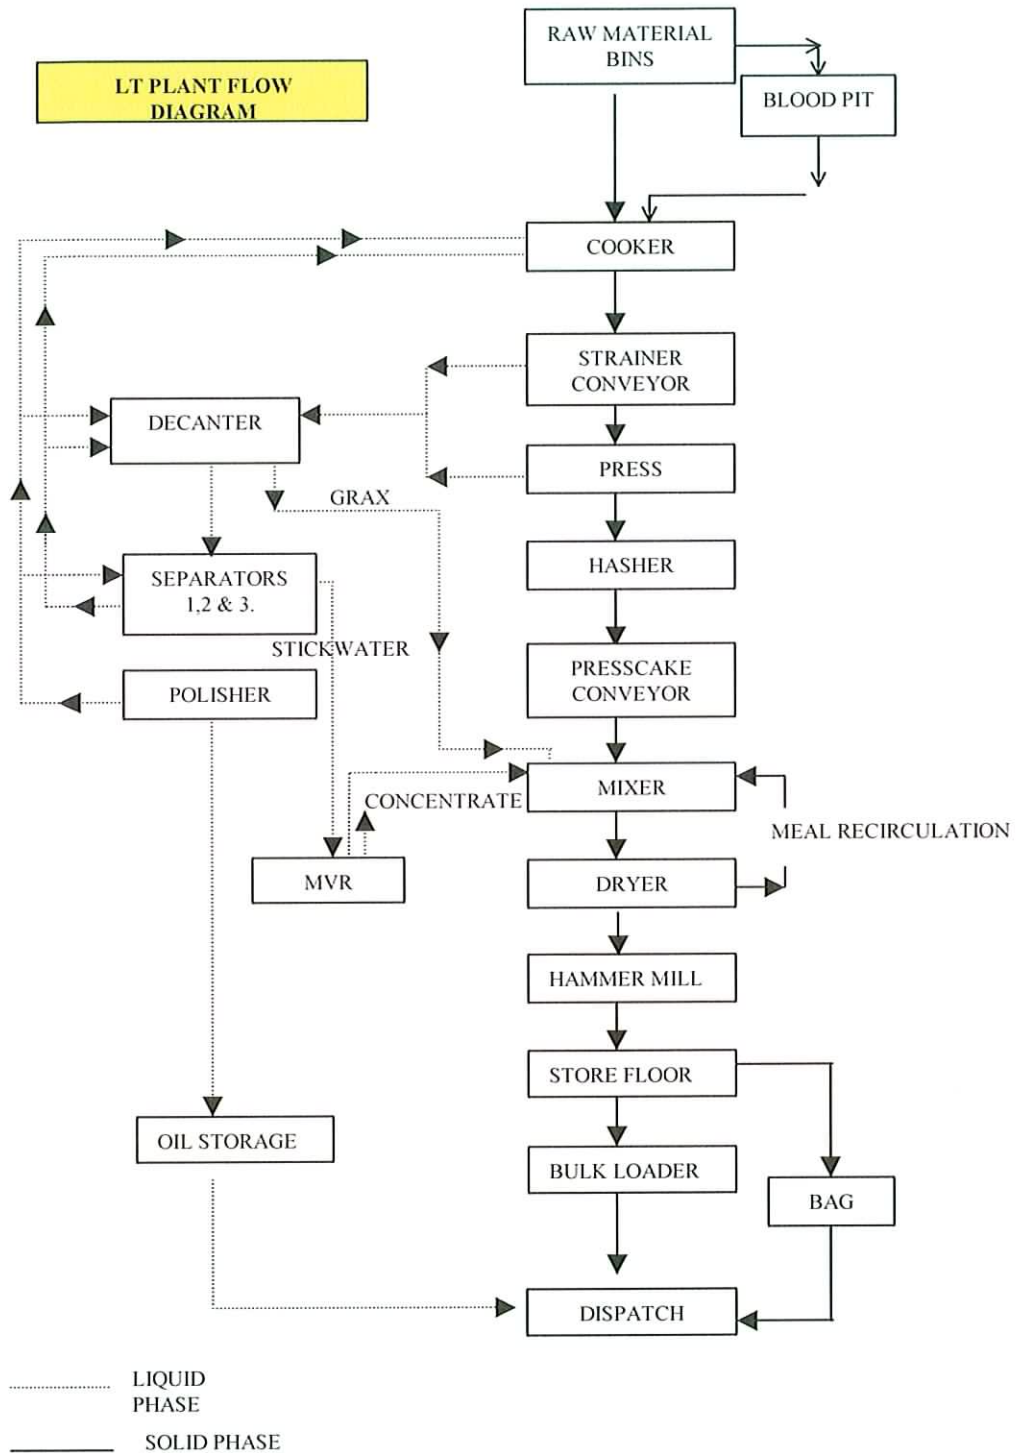 RAW MATERIAL
BINS
LT PLANT FLOW
DIAGRAM
BLOOD PIT
COOKER
STRAINER
CONVEYOR
DECANTER
PRESS
GRAX
HASHER
SEPARATORS
1,2 & 3.
STICKWATER
PRESSCAKE
CONVEYOR
POLISHER
MIXER
CONCENTRATE
MEAL RECIRCULATION
MVR
DRYER
HAMMER MILL
STORE FLOOR
OIL STORAGE
BULK LOADER
BAG
DISPATCH
LIQUID
PHASE
SOLID PHASE